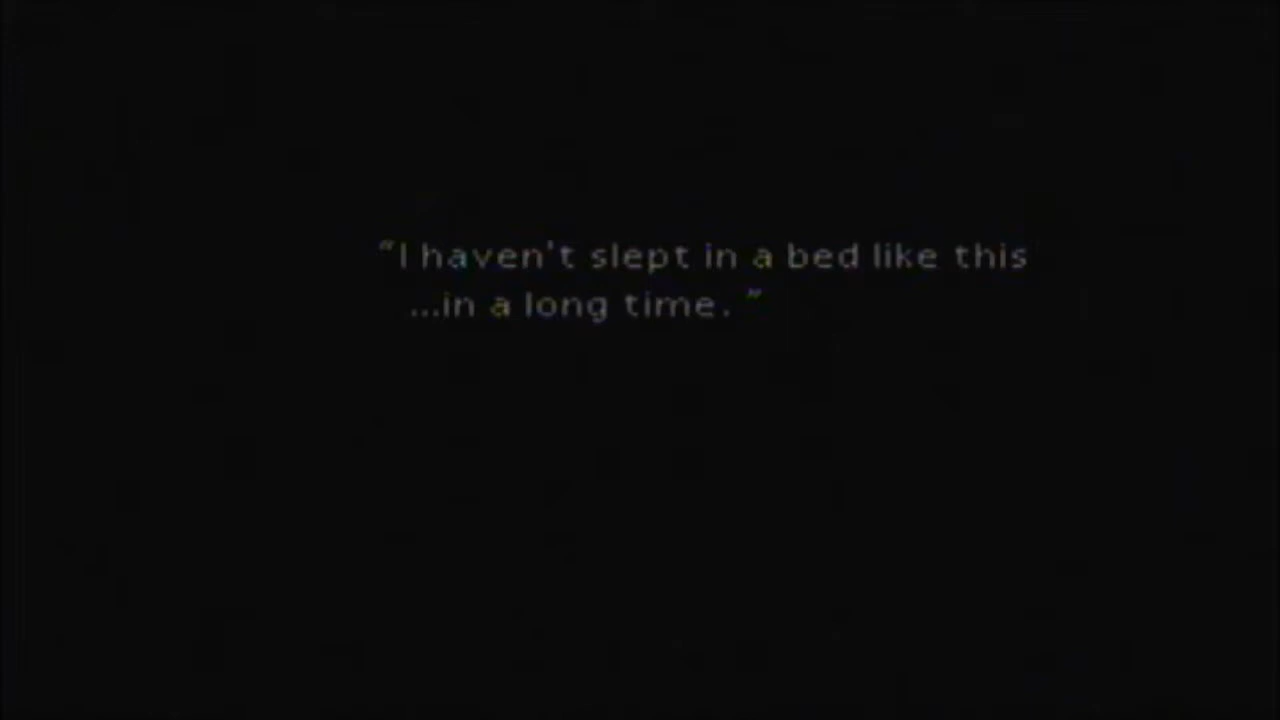 “I haven't slept in a bed like this
...in a long time. ”